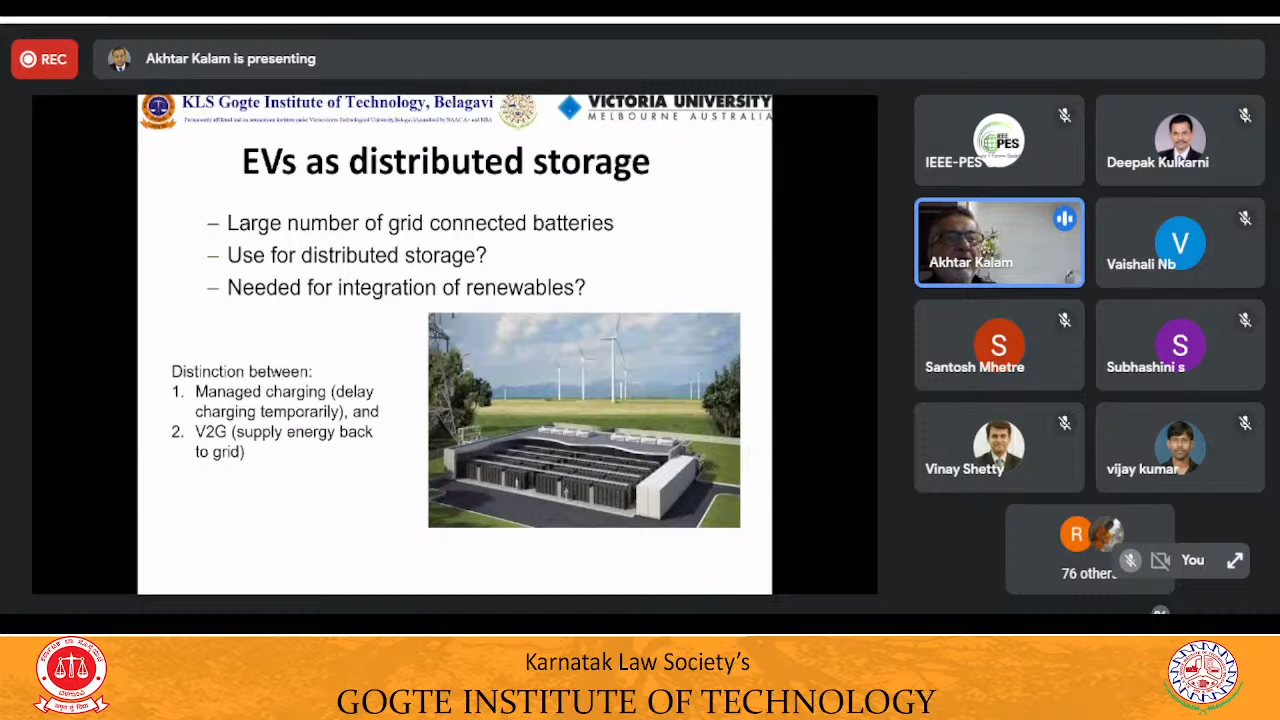 REC
Akhtar Kalam is presenting
KLS Gogte Institute of Technology, Belagavi
VICTORIA UNIVERSITY
MELBOURNE AUSTRALIA
EVs as distributed storage
– Large number of grid connected batteries
– Use for distributed storage?
– Needed for integration of renewables?
Distinction between:
1. Managed charging (delay
charging temporarily), and
2. V2G (supply energy back
to grid)
IEEE
PES
IEEE-PES
Deepak Kulkarni
Akhtar Kalam
V
Vaishali Nb
S
Santosh Mhetre
S
Subhashini s
Vinay Shetty
vijay kumar
R
76 others
You
Karnatak Law Society's
GOGTE INSTITUTE OF TECHNOLOGY